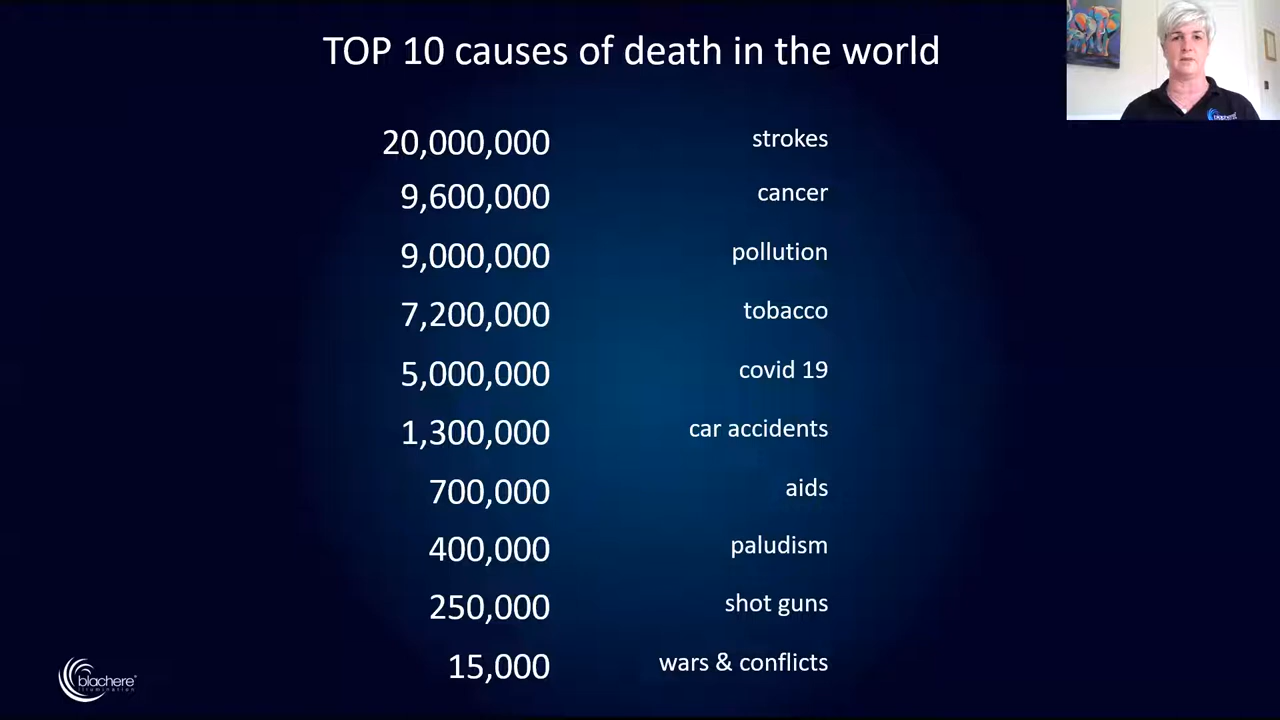 TOP 10 causes of death in the world
20,000,000 strokes
9,600,000 cancer
9,000,000 pollution
7,200,000 tobacco
5,000,000 covid 19
1,300,000 car accidents
700,000 aids
400,000 paludism
250,000 shot guns
15,000 wars & conflicts
blachere
illumination
blachere